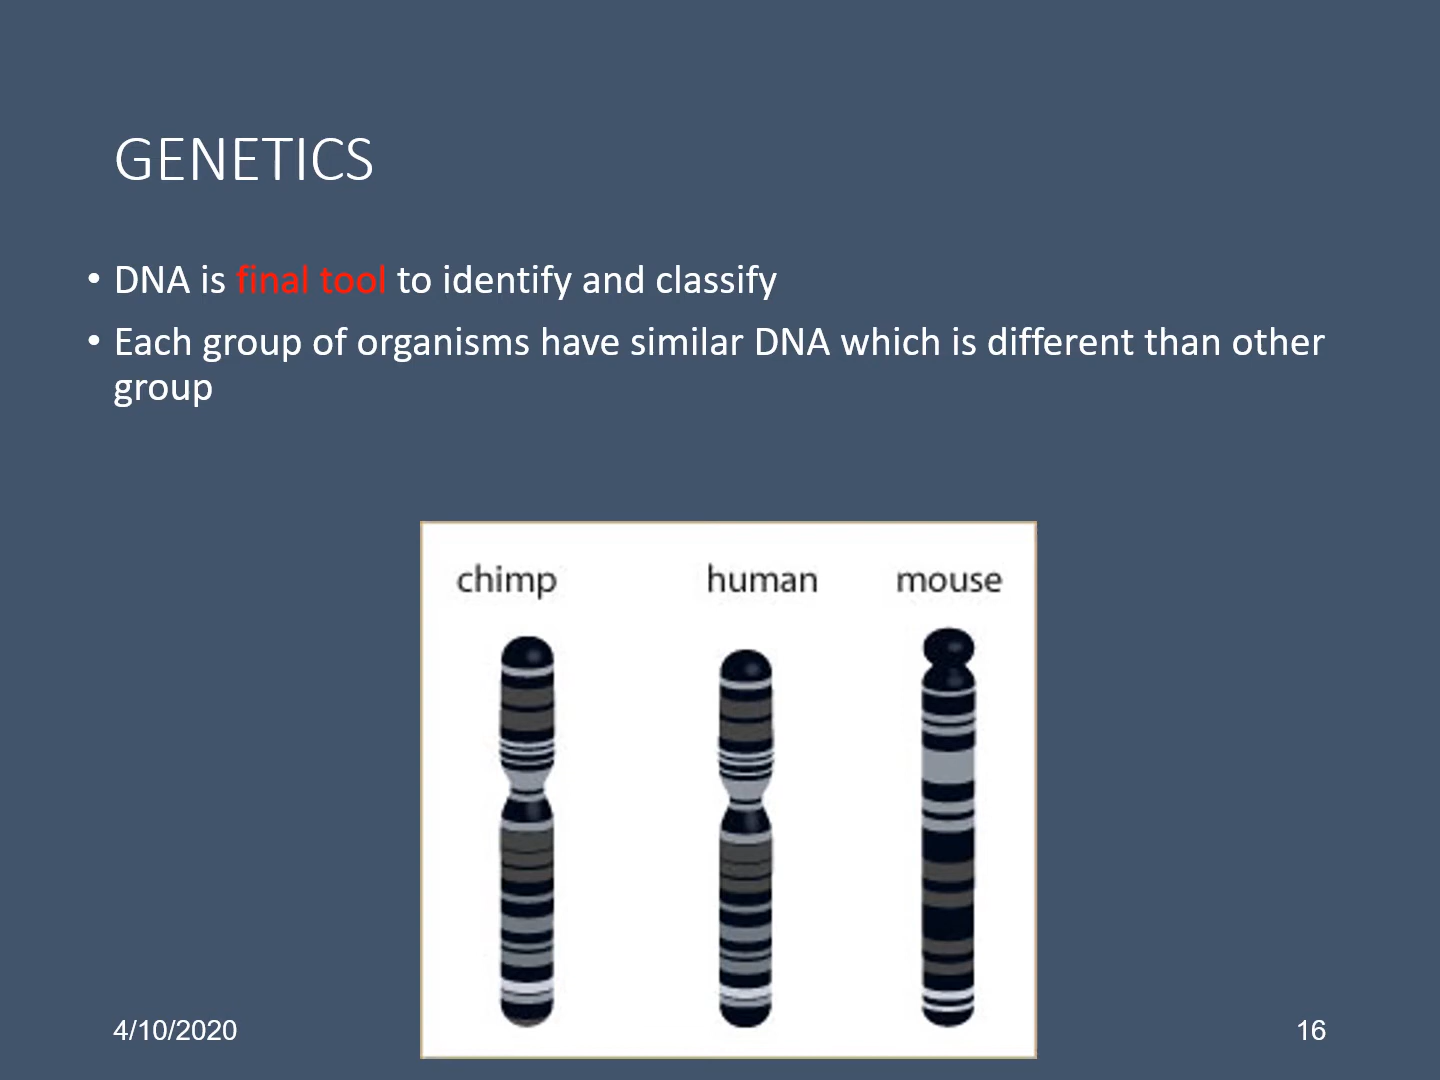 GENETICS
• DNA is final tool to identify and classify
• Each group of organisms have similar DNA which is different than other
group
chimp human mouse
4/10/2020
16